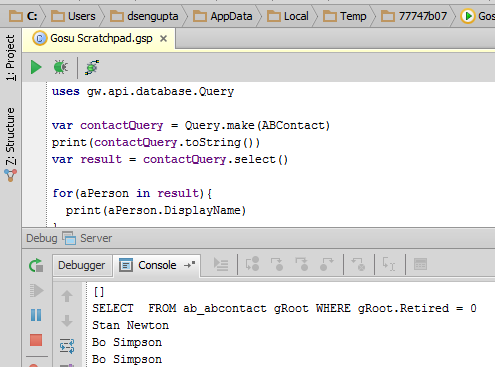 C: Users dsengupta AppData Local Temp 77747b07 Gos
Gosu Scratchpad.gsp
1: Project
Z: Structure
uses gw.api.database.Query
var contactQuery = Query.make(ABContact)
print(contactQuery.toString())
var result = contactQuery.select()
for(aPerson in result){
print(aPerson.DisplayName)
Debug Server
Debugger Console
[]
SELECT FROM ab_abcontact gRoot WHERE gRoot.Retired = 0
Stan Newton
Bo Simpson
Bo Simpson